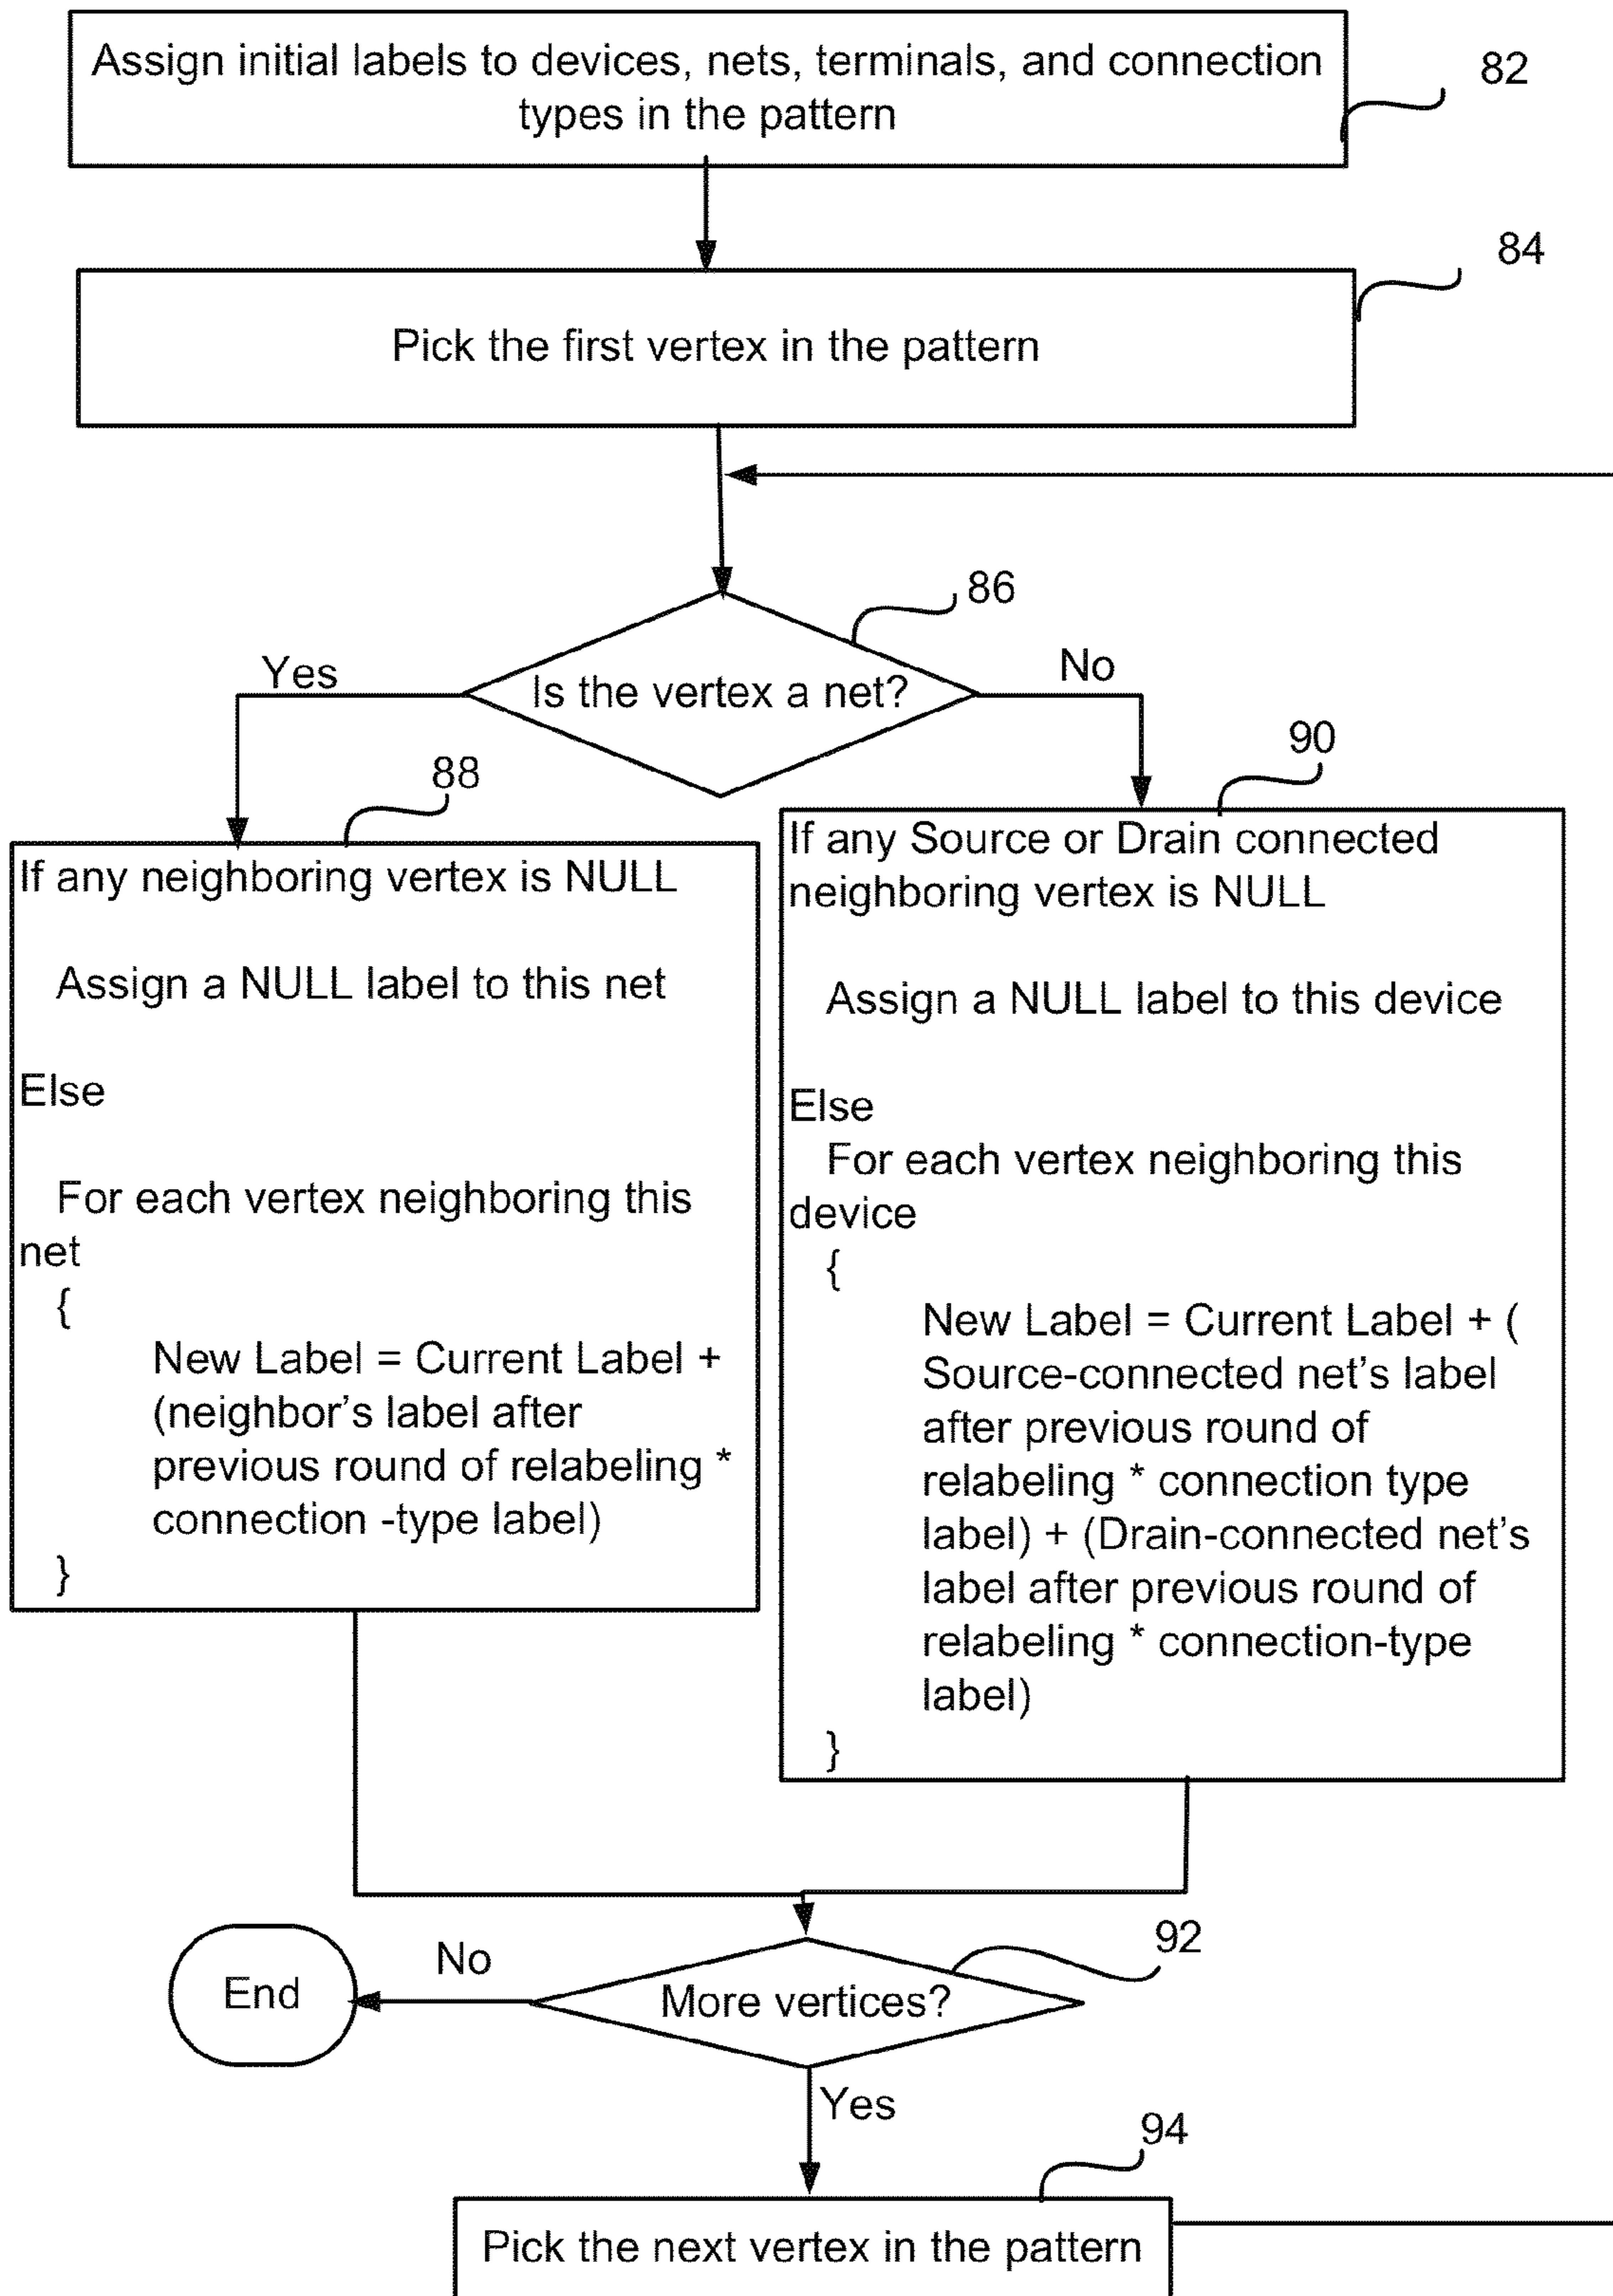 Assign initial labels to devices, nets, terminals, and connection
types in the pattern
82
84
Pick the first vertex in the pattern
86
Yes
Is the vertex a net?
No
88
90
If any neighboring vertex is NULL
Assign a NULL label to this net
Else
For each vertex neighboring this
net
{
New Label = Current Label +
(neighbor's label after
previous round of relabeling *
connection -type label)
}
If any Source or Drain connected
neighboring vertex is NULL
Assign a NULL label to this device
Else
For each vertex neighboring this
device
{
New Label = Current Label + (
Source-connected net's label
after previous round of
relabeling * connection type
label) + (Drain-connected net's
label after previous round of
relabeling * connection-type
label)
}
92
End
No
More vertices?
Yes
94
Pick the next vertex in the pattern